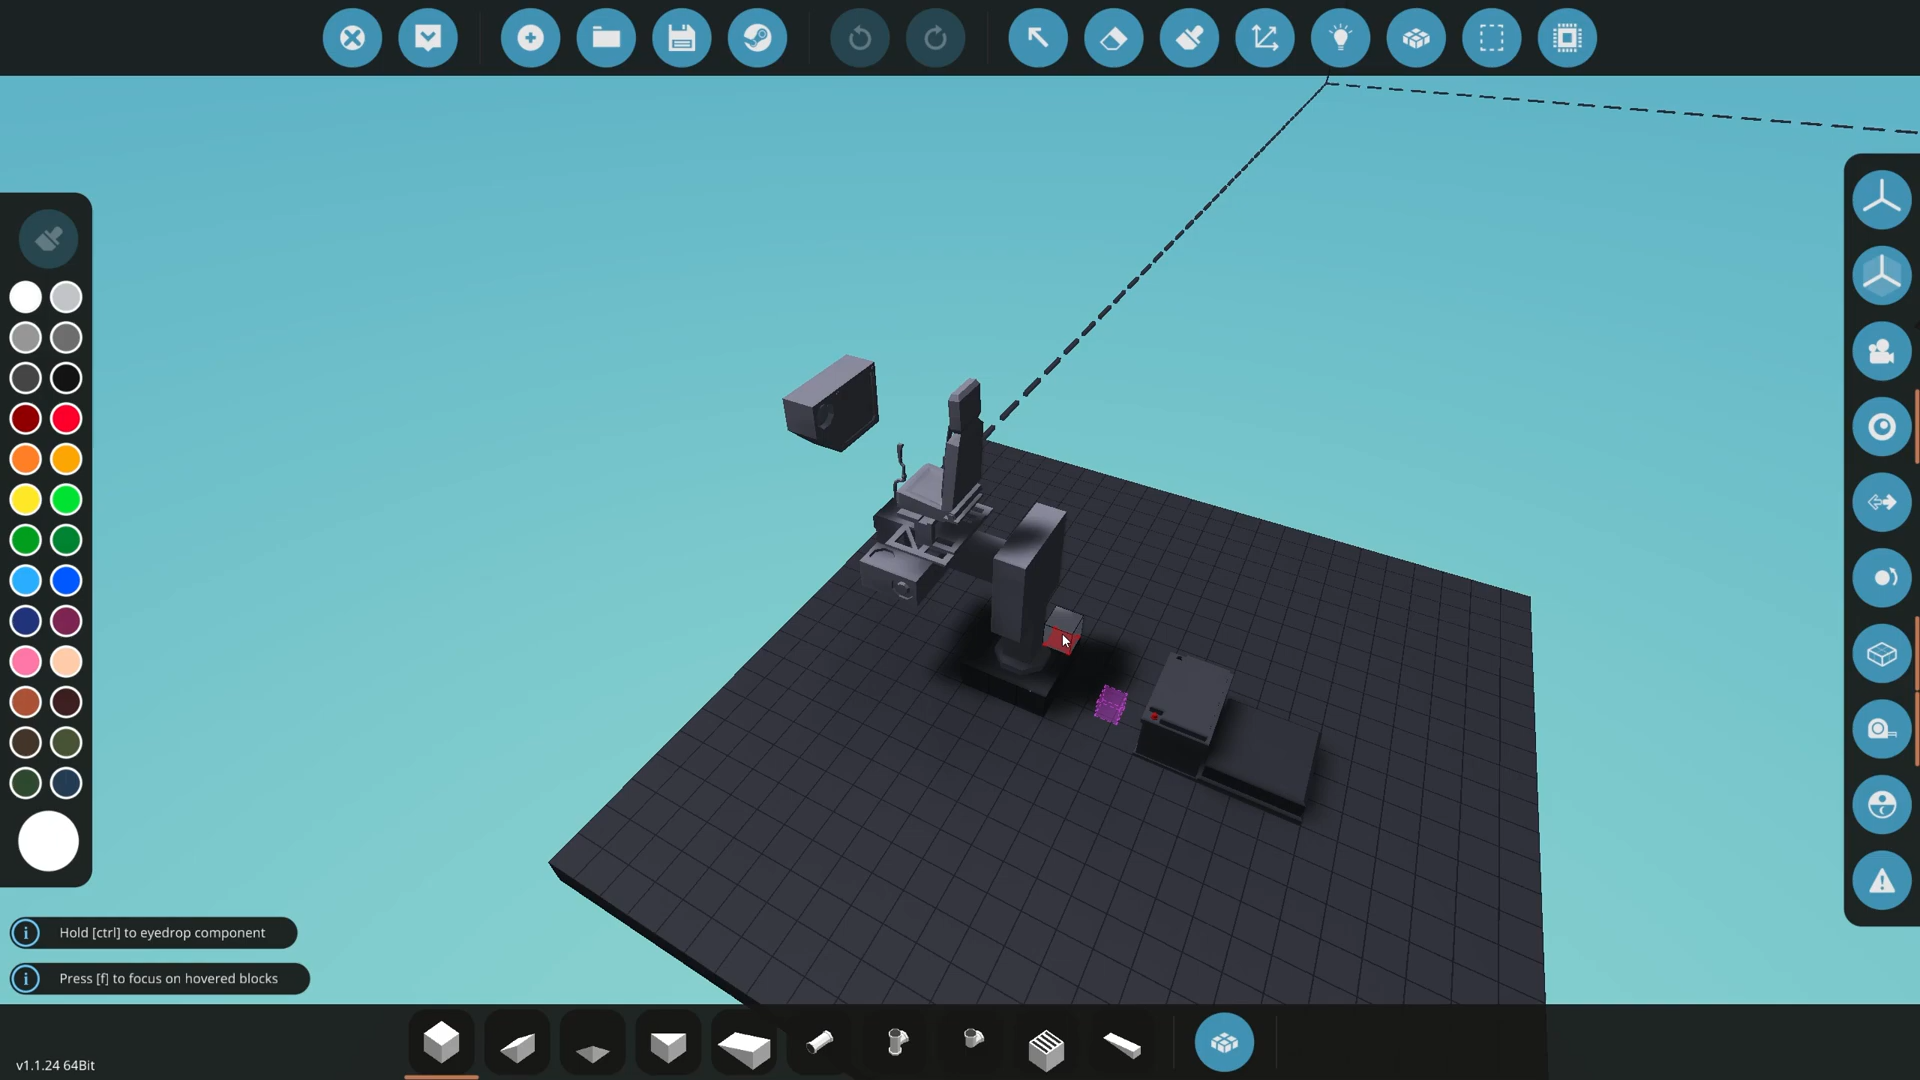 Hold [ctrl] to eyedrop component
Press [f] to focus on hovered blocks
v1.1.24 64Bit